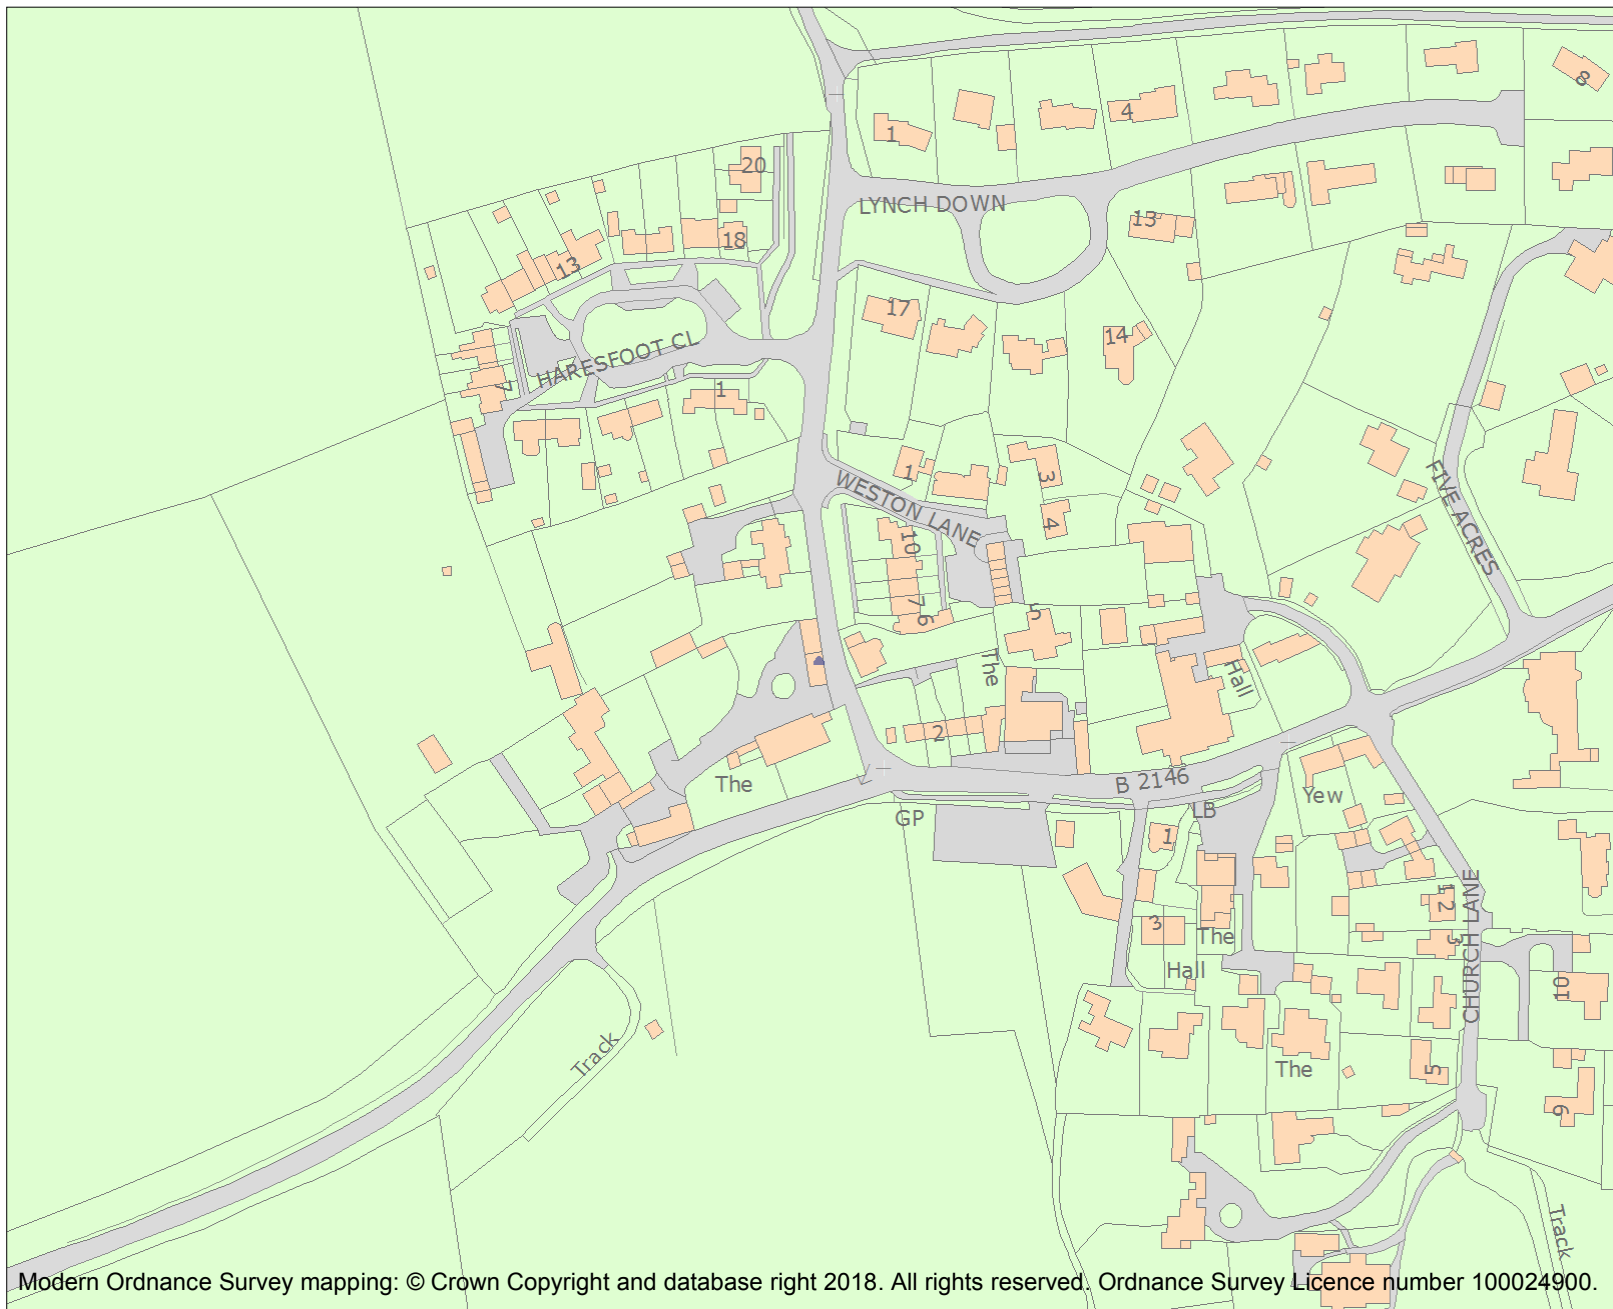 8
1
4
20
LYNCH DOWN
13
18
13
17
14
HARESFOOT CL
7
1
1
3
WESTON LANE
4
10
FIVE ACRES
7
6
5
The
Hall
2
The
B 2146
GP
LB
Yew
1
12
3
The
3
Hall
CHURCH LANE
10
Track
The
5
9
Track
Modern Ordnance Survey mapping: © Crown Copyright and database right 2018. All rights reserved. Ordnance Survey Licence number 100024900.